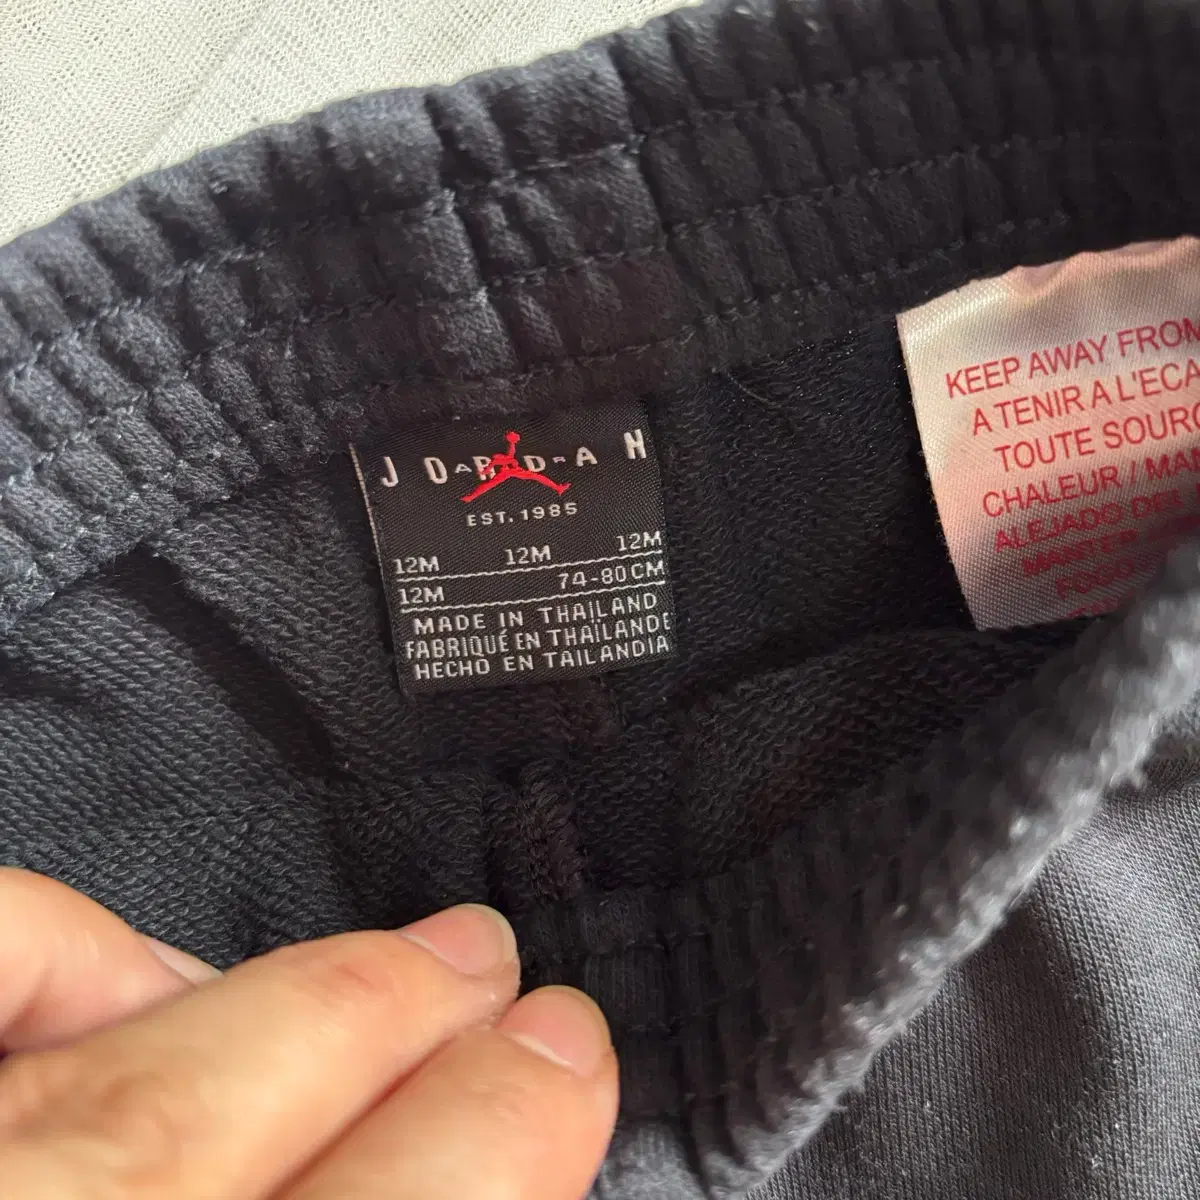 JORDAN
EST. 1985
12M 12M 12M
12M 74-80CM
MADE IN THAILAND
FABRIQUÉ EN THAÏLANDE
HECHO EN TAILANDIA
KEEP AWAY FROM
A TENIR A L'ECA
TOUTE SOURC
CHALEUR / MAN
ALEJADO DEL